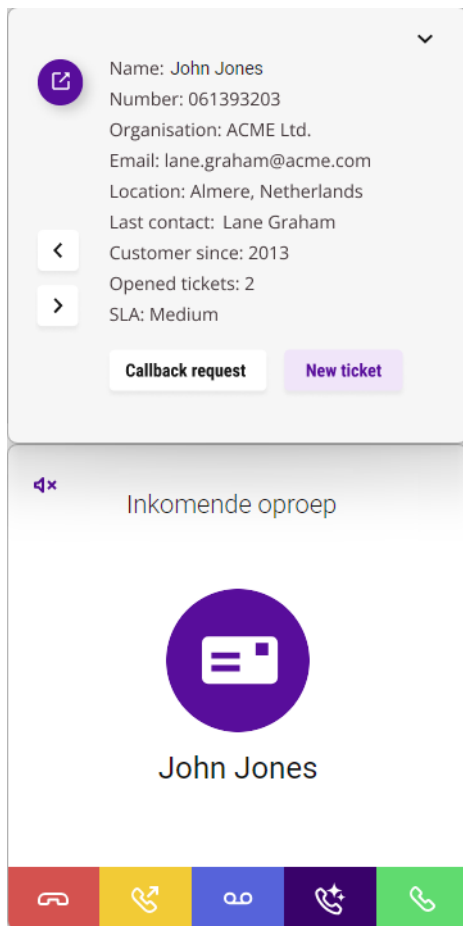 Name: John Jones
Number: 061393203
Organisation: ACME Ltd.
Email: lane.graham@acme.com
Location: Almere, Netherlands
Last contact: Lane Graham
Customer since: 2013
Opened tickets: 2
SLA: Medium
Callback request New ticket
Inkomende oproep
John Jones